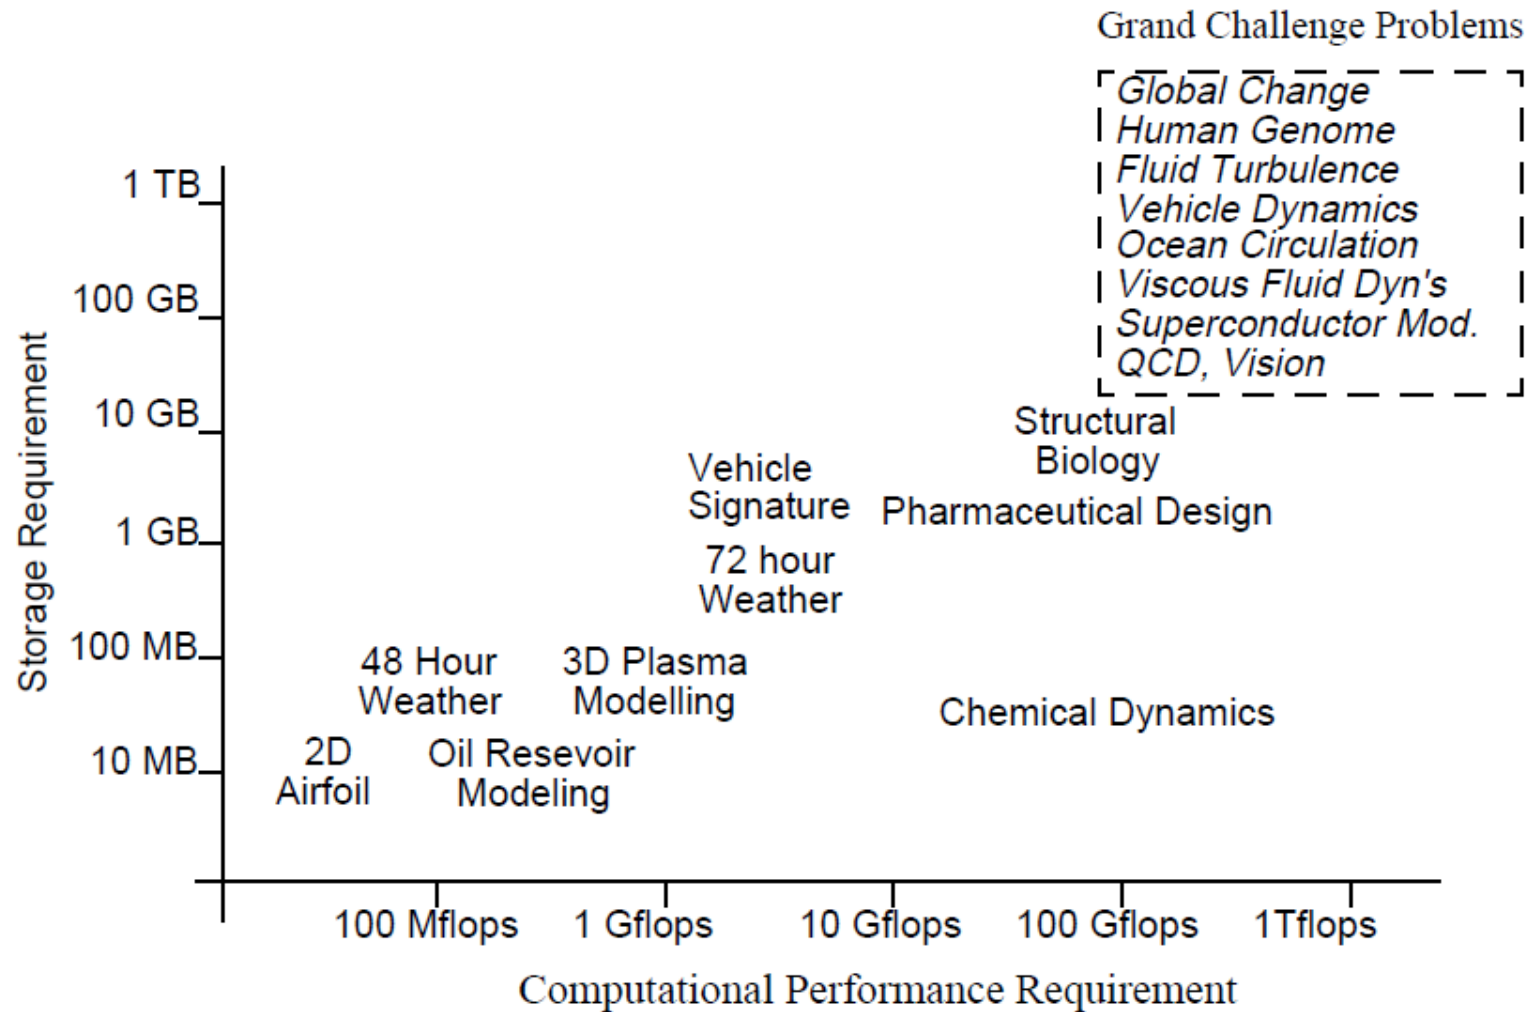 Grand Challenge Problems
Global Change
Human Genome
Fluid Turbulence
Vehicle Dynamics
Ocean Circulation
Viscous Fluid Dyn's
Superconductor Mod.
QCD, Vision
Storage Requirement
1 TB
100 GB
10 GB
1 GB
100 MB
10 MB
Structural
Biology
Vehicle
Signature
Pharmaceutical Design
72 hour
Weather
48 Hour
Weather
3D Plasma
Modelling
Chemical Dynamics
2D
Airfoil
Oil Resevoir
Modeling
100 Mflops
1 Gflops
10 Gflops
100 Gflops
1Tflops
Computational Performance Requirement